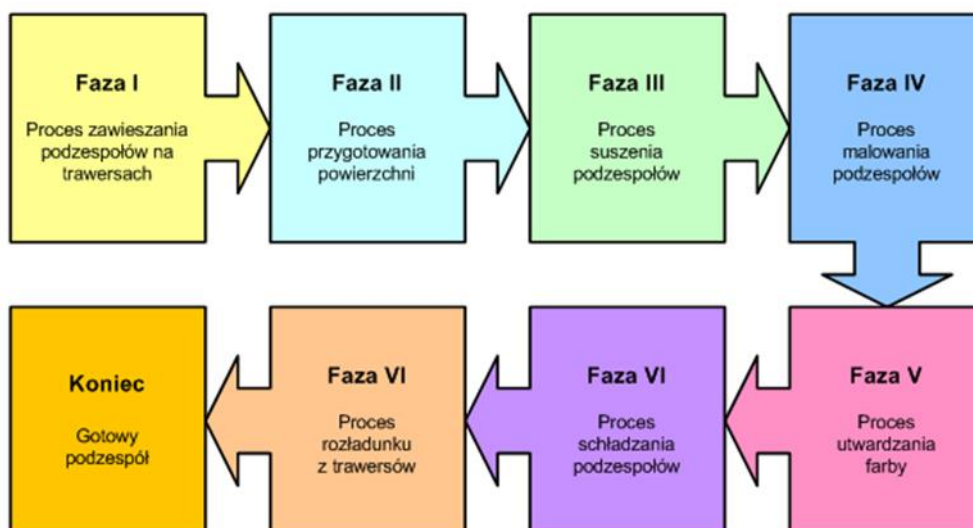 Faza I
Proces zawieszania
podzespołów na
trawersach
Faza II
Proces
przygotowania
powierzchni
Faza III
Proces
suszenia
podzespołów
Faza IV
Proces
malowania
podzespołów
Faza V
Proces
utwardzania
farby
Faza VI
Proces
schładzania
podzespołów
Faza VI
Proces
rozładunku
z trawersów
Koniec
Gotowy
podzespół